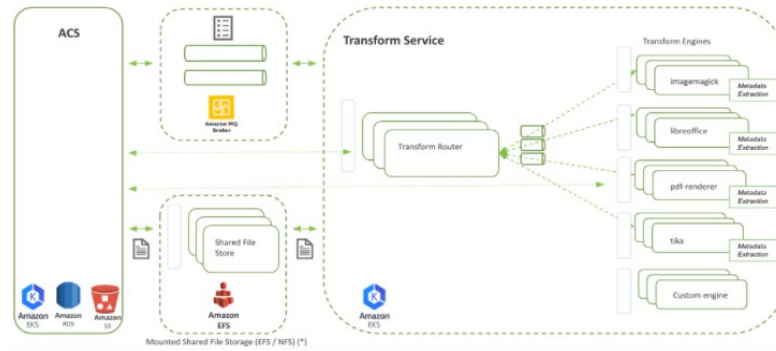 ACS
Amazon MQ
Broker
Transform Service
Transform Engines
imagemagick
Metadata
Extraction
libreoffice
Metadata
Extraction
Transform Router
pdf-renderer
Metadata
Extraction
Shared File
Store
tika
Metadata
Extraction
Custom engine
Amazon
EKS
Amazon
RDS
Amazon
S3
Amazon
EFS
Amazon
EKS
Mounted Shared File Storage (EFS / NFS) (*)